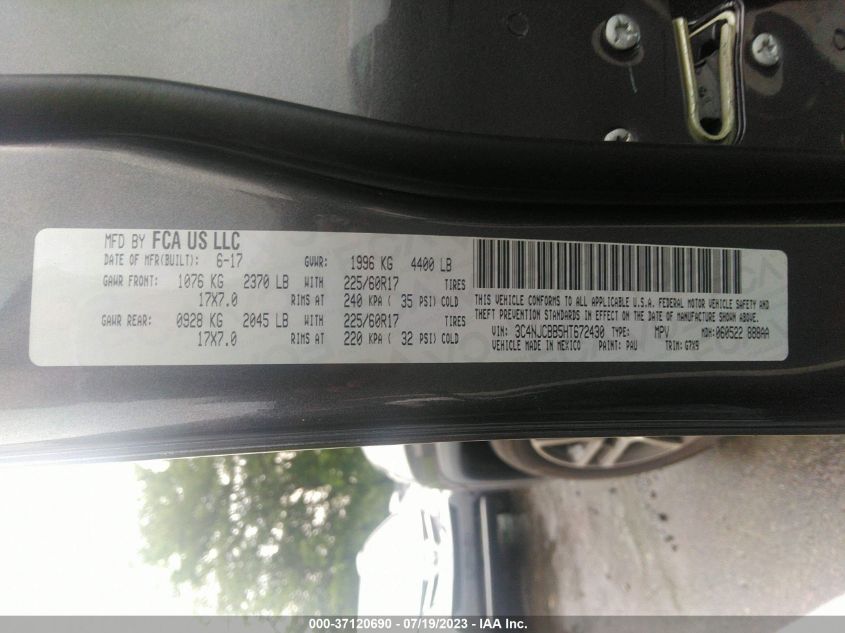 MFD BY FCA US LLC
DATE OF MFR(BUILT): 6-17 GVWR: 1996 KG 4400 LB
GAWR FRONT: 1076 KG 2370 LB WITH 225/60R17 TIRES
17X7.0 RIMS AT 240 KPA ( 35 PSI) COLD
GAWR REAR: 0928 KG 2045 LB WITH 225/60R17 TIRES
17X7.0 RIMS AT 220 KPA ( 32 PSI) COLD
THIS VEHICLE CONFORMS TO ALL APPLICABLE U.S.A. FEDERAL MOTOR VEHICLE SAFETY AND
THEFT PREVENTION STANDARDS IN EFFECT ON THE DATE OF MANUFACTURE SHOWN ABOVE.
VIN: 3C4NJCBB5HT672430 TYPE: MPV MDH: 060522 888AA
VEHICLE MADE IN MEXICO PAINT: PAU TRIM: G7X9
000-37120690 - 07/19/2023 - IAA Inc.